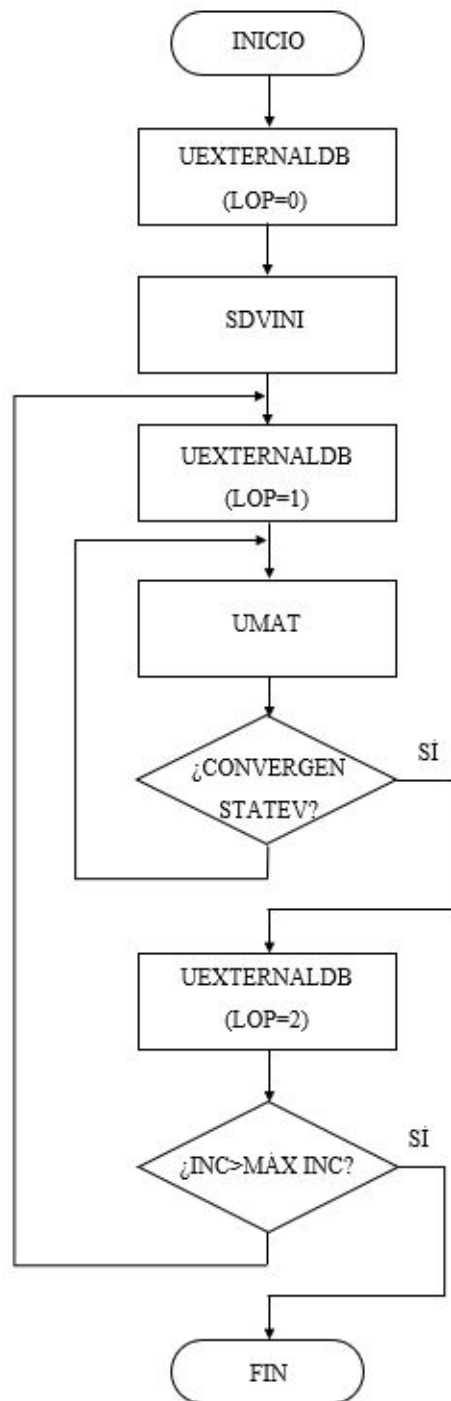 INICIO
UEXTERNALDB
(LOP=0)
SDVINI
UEXTERNALDB
(LOP=1)
UMAT
¿CONVERGEN
STATEV?
SÍ
UEXTERNALDB
(LOP=2)
¿INC>MÁX INC?
SÍ
FIN